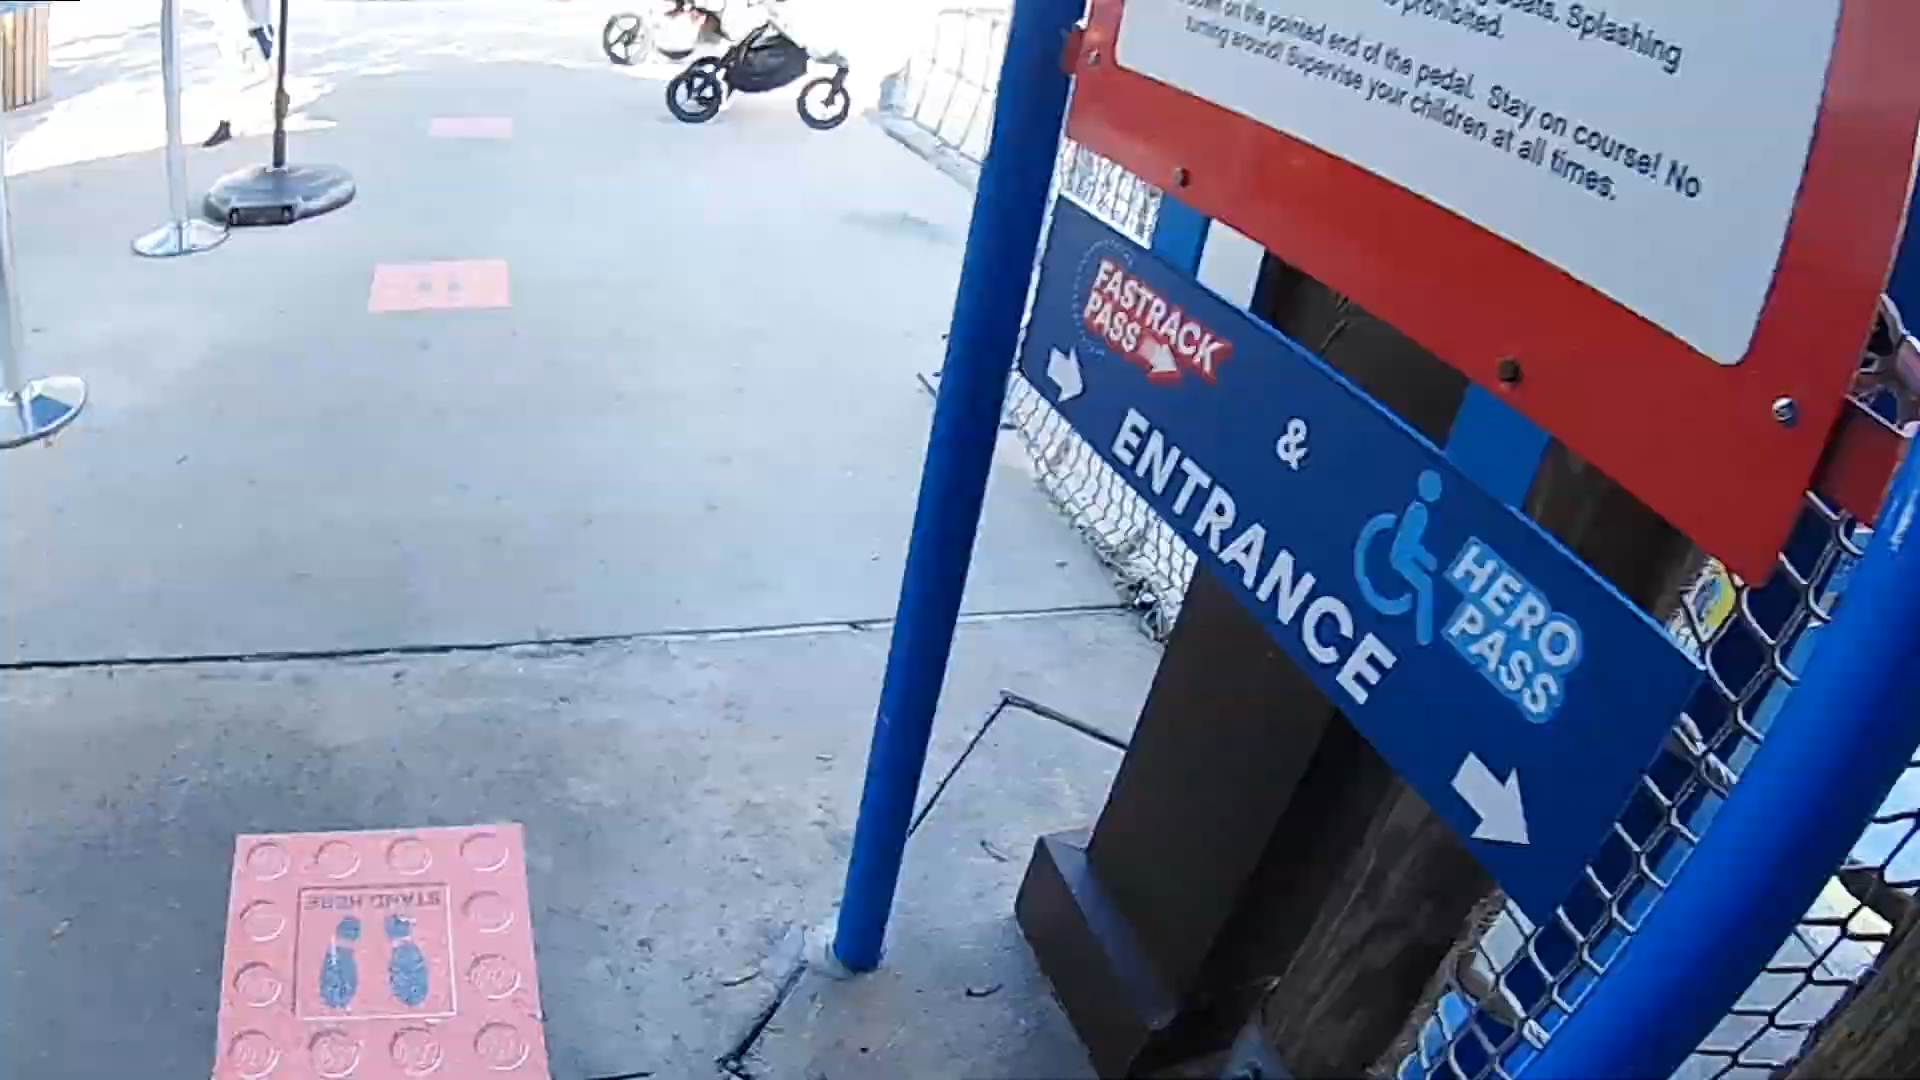 Splashing
prohibited.
on the pointed end of the pedal. Stay on course! No
turning around! Supervise your children at all times.
FASTRACK
PASS
&
HERO
PASS
ENTRANCE
STAND HERE